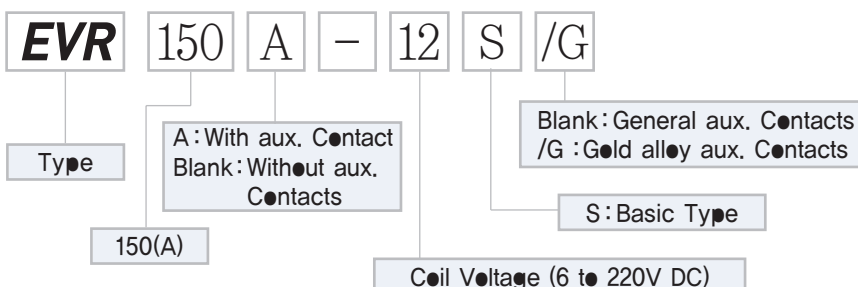 EVR 150 A - 12 S /G
Type
150(A)
A : With aux. Contact
Blank : Without aux.
Contacts
Coil Voltage (6 to 220V DC)
S : Basic Type
Blank : General aux. Contacts
/G : Gold alloy aux. Contacts